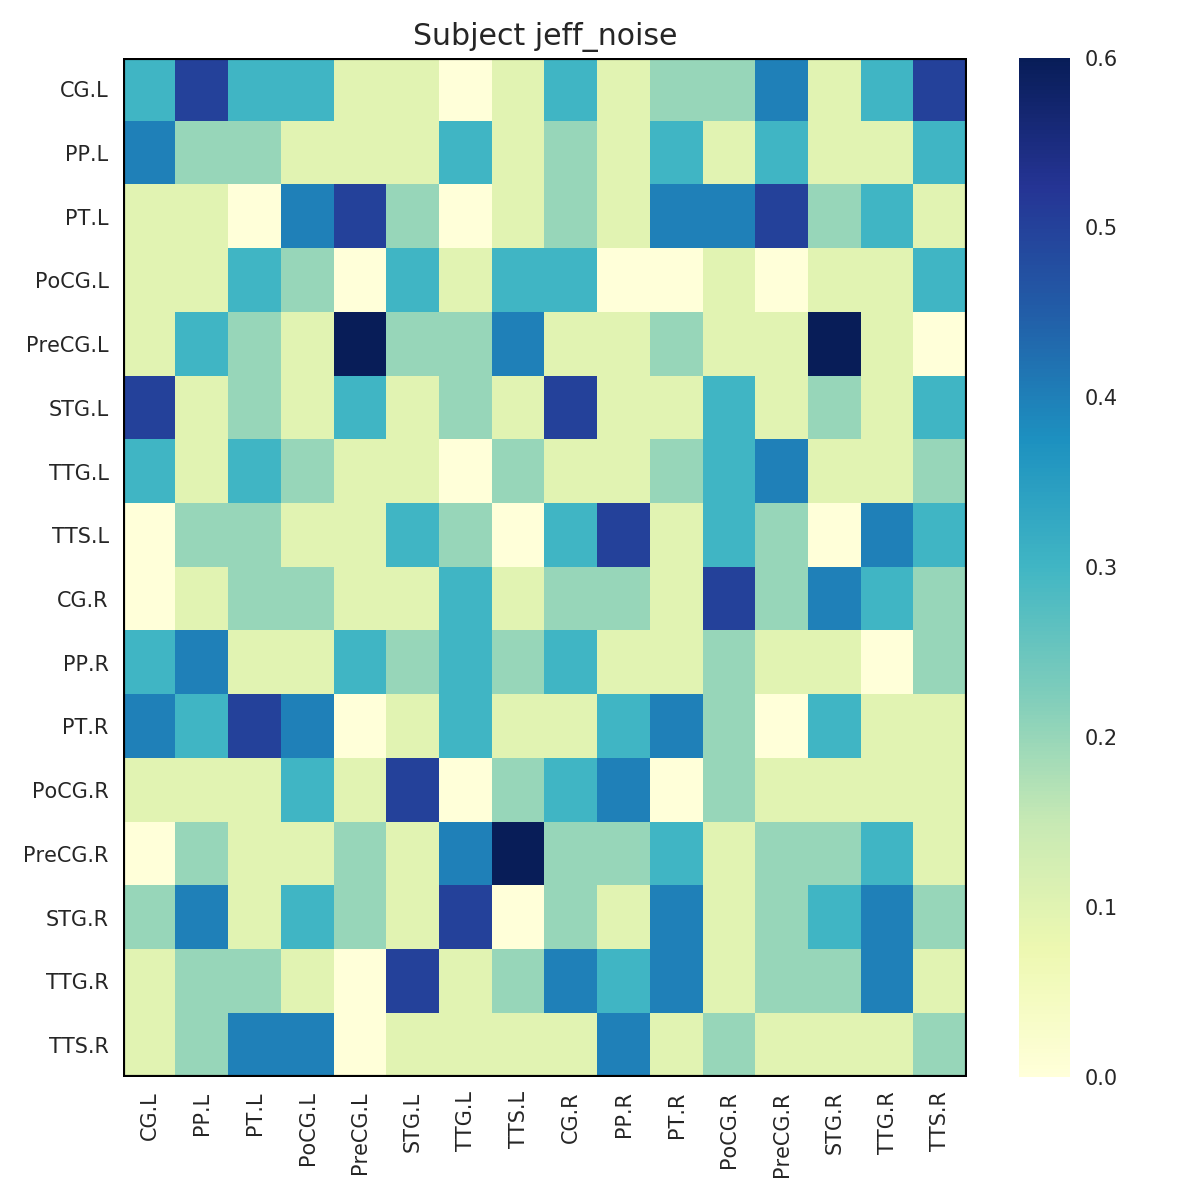 Subject jeff_noise
CG.L
PP.L
PT.L
PoCG.L
PreCG.L
STG.L
TTG.L
TTS.L
CG.R
PP.R
PT.R
PoCG.R
PreCG.R
STG.R
TTG.R
TTS.R
CG.L
PP.L
PT.L
PoCG.L
PreCG.L
STG.L
TTG.L
TTS.L
CG.R
PP.R
PT.R
PoCG.R
PreCG.R
STG.R
TTG.R
TTS.R
0.6
0.5
0.4
0.3
0.2
0.1
0.0